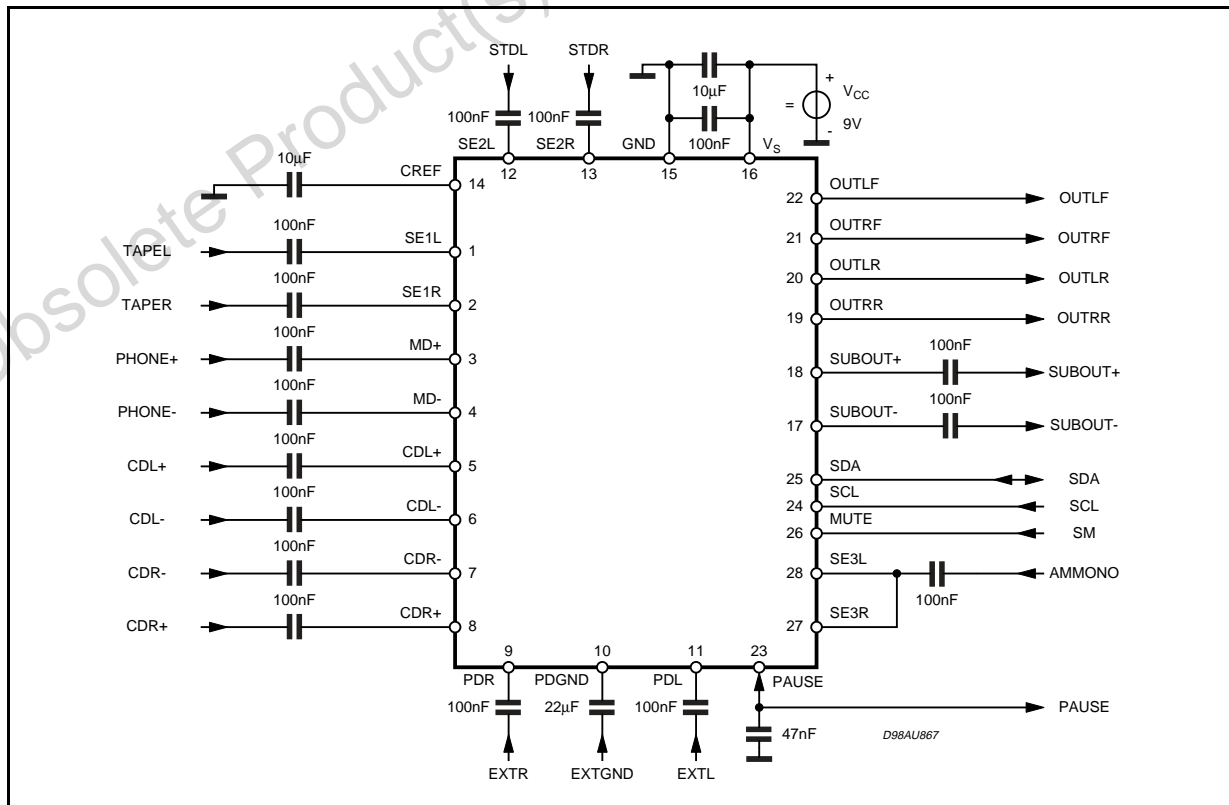 Obsolete Product(s)
STDL STDR
10µF
+
VCC
=
9V
-
100nF 100nF
100nF
SE2L SE2R GND VS
12 13 15 16
10µF CREF 14
22 OUTLF OUTLF
100nF
TAPEL SE1L 1
21 OUTRF OUTRF
100nF
20 OUTLR OUTLR
TAPER SE1R 2
19 OUTRR OUTRR
100nF
PHONE+ MD+ 3
18 SUBOUT+ 100nF SUBOUT+
100nF
PHONE- MD- 4
17 SUBOUT- 100nF SUBOUT-
100nF
CDL+ CDL+ 5
25 SDA SDA
100nF
24 SCL SCL
CDL- CDL- 6
26 MUTE SM
100nF
CDR- CDR- 7
28 SE3L AMMONO
100nF
100nF
CDR+ CDR+ 8
27 SE3R
9 10 11 23
PDR PDGND PDL PAUSE
100nF 22µF 100nF
PAUSE
47nF D98AU867
EXTR EXTGND EXTL